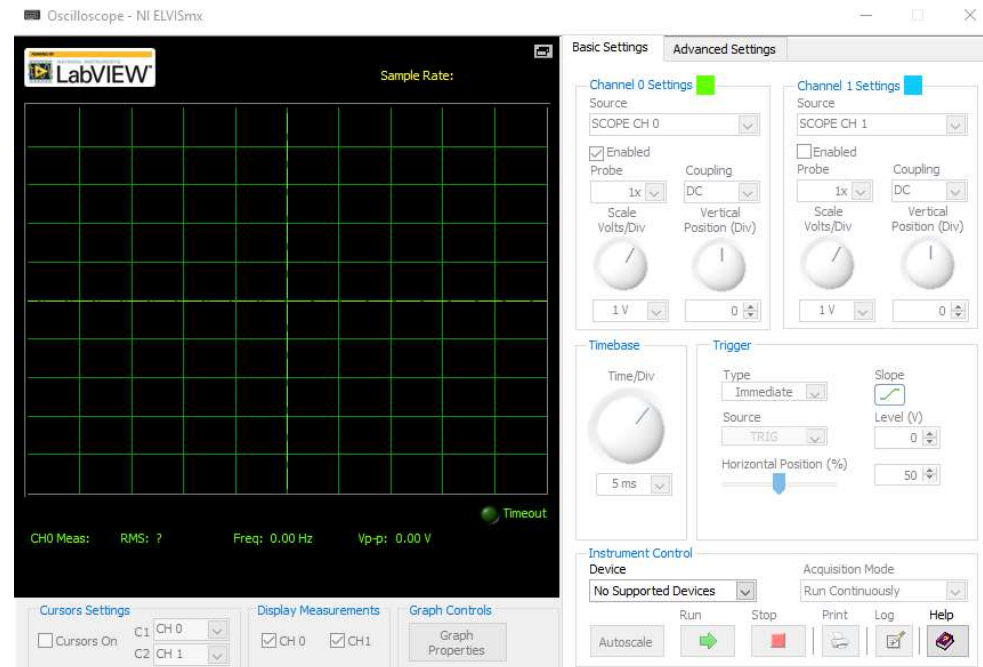 Oscilloscope - NI ELVISmx
LabVIEW
Sample Rate:
Timeout
CH0 Meas: RMS: ? Freq: 0.00 Hz Vp-p: 0.00 V
Cursors Settings
Cursors On
C1 CH 0
C2 CH 1
Display Measurements
CH 0 CH1
Graph Controls
Graph
Properties
Basic Settings Advanced Settings
Channel 0 Settings
Source
SCOPE CH 0
Enabled
Probe Coupling
1x DC
Scale Vertical
Volts/Div Position (Div)
1 V 0
Channel 1 Settings
Source
SCOPE CH 1
Enabled
Probe Coupling
1x DC
Scale Vertical
Volts/Div Position (Div)
1 V 0
Timebase
Time/Div
5 ms
Trigger
Type Slope
Immediate
Source Level (V)
TRIG 0
Horizontal Position (%)
50
Instrument Control
Device Acquisition Mode
No Supported Devices Run Continuously
Run Stop Print Log Help
Autoscale